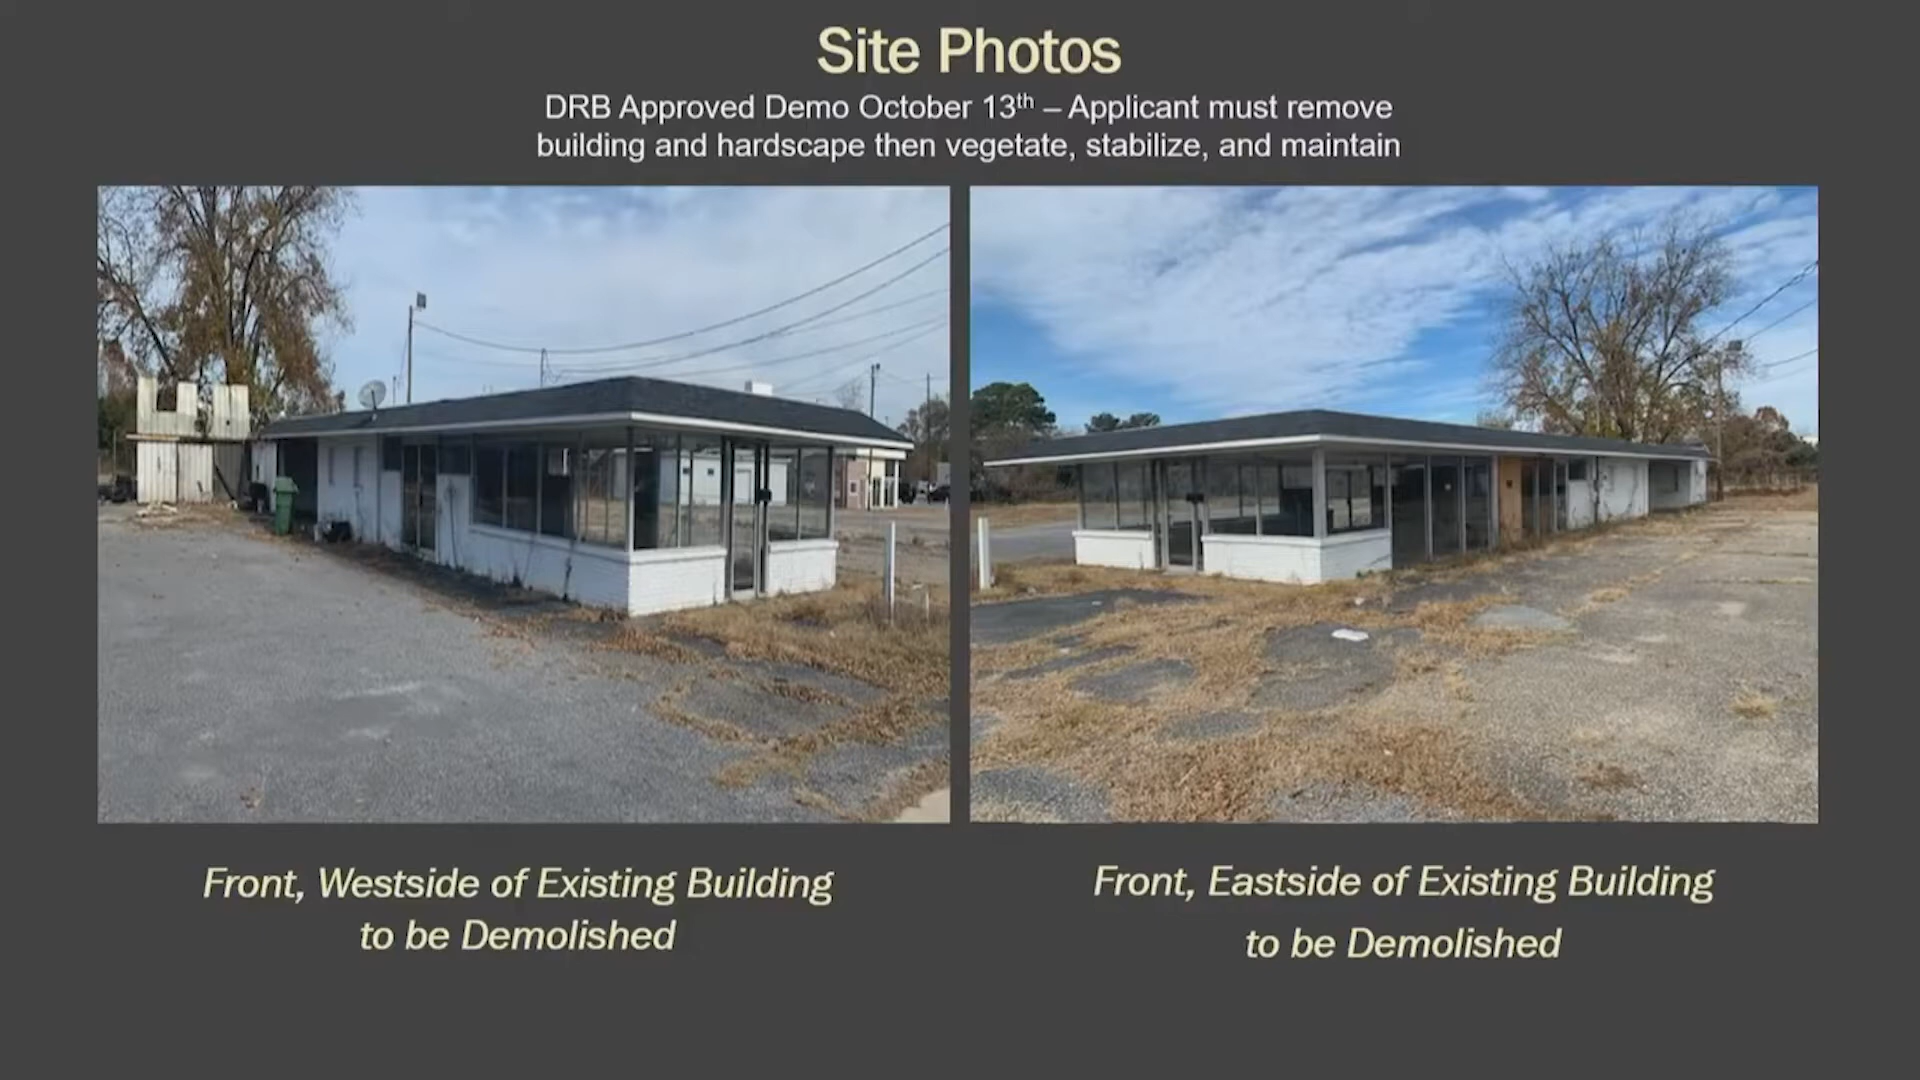 Site Photos
DRB Approved Demo October 13th – Applicant must remove
building and hardscape then vegetate, stabilize, and maintain
Front, Westside of Existing Building
to be Demolished
Front, Eastside of Existing Building
to be Demolished